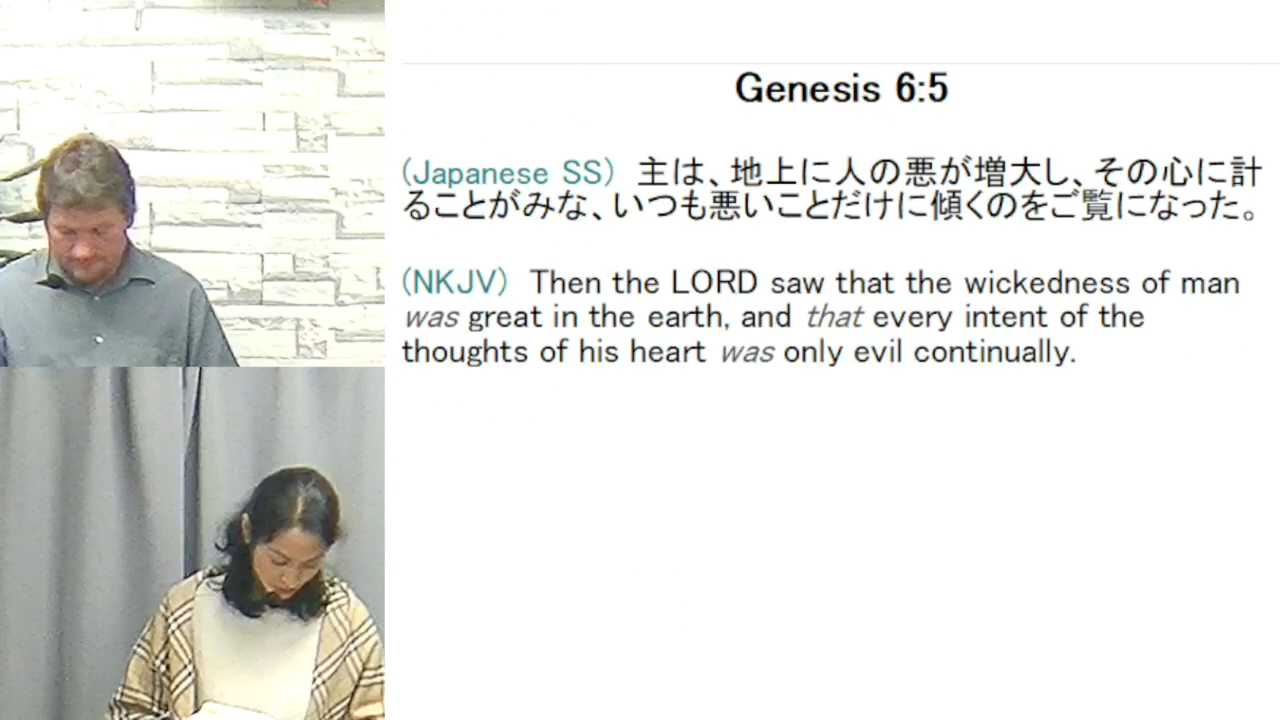 Genesis 6:5
(Japanese SS) 主は、地上に人の悪が増大し、その心に計
ることがみな、いつも悪いことだけに傾くのをご覧になった。
(NKJV) Then the LORD saw that the wickedness of man
was great in the earth, and that every intent of the
thoughts of his heart was only evil continually.